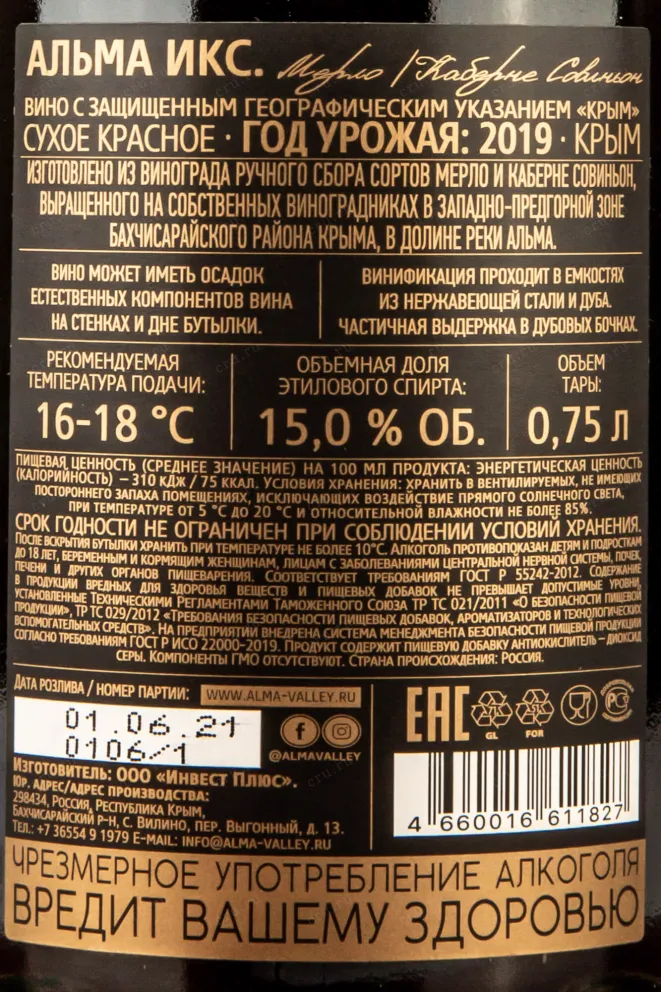 АЛЬМА ИКС. Мерло / Каберне Совиньон
ВИНО С ЗАЩИЩЕННЫМ ГЕОГРАФИЧЕСКИМ УКАЗАНИЕМ «КРЫМ»
СУХОЕ КРАСНОЕ · ГОД УРОЖАЯ: 2019 · КРЫМ
ИЗГОТОВЛЕНО ИЗ ВИНОГРАДА РУЧНОГО СБОРА СОРТОВ МЕРЛО И КАБЕРНЕ СОВИНЬОН,
ВЫРАЩЕННОГО НА СОБСТВЕННЫХ ВИНОГРАДНИКАХ В ЗАПАДНО-ПРЕДГОРНОЙ ЗОНЕ
БАХЧИСАРАЙСКОГО РАЙОНА КРЫМА, В ДОЛИНЕ РЕКИ АЛЬМА.
ВИНО МОЖЕТ ИМЕТЬ ОСАДОК
ЕСТЕСТВЕННЫХ КОМПОНЕНТОВ ВИНА
НА СТЕНКАХ И ДНЕ БУТЫЛКИ.
ВИНИФИКАЦИЯ ПРОХОДИТ В ЕМКОСТЯХ
ИЗ НЕРЖАВЕЮЩЕЙ СТАЛИ И ДУБА.
ЧАСТИЧНАЯ ВЫДЕРЖКА В ДУБОВЫХ БОЧКАХ.
РЕКОМЕНДУЕМАЯ
ТЕМПЕРАТУРА ПОДАЧИ:
16-18 °С
ОБЪЕМНАЯ ДОЛЯ
ЭТИЛОВОГО СПИРТА:
15,0 % ОБ.
ОБЪЕМ
ТАРЫ:
0,75 Л
ПИЩЕВАЯ ЦЕННОСТЬ (СРЕДНЕЕ ЗНАЧЕНИЕ) НА 100 МЛ ПРОДУКТА: ЭНЕРГЕТИЧЕСКАЯ ЦЕННОСТЬ
(КАЛОРИЙНОСТЬ) – 310 КДЖ / 75 ККАЛ. УСЛОВИЯ ХРАНЕНИЯ: ХРАНИТЬ В ВЕНТИЛИРУЕМЫХ, НЕ ИМЕЮЩИХ
ПОСТОРОННЕГО ЗАПАХА ПОМЕЩЕНИЯХ, ИСКЛЮЧАЮЩИХ ВОЗДЕЙСТВИЕ ПРЯМОГО СОЛНЕЧНОГО СВЕТА,
ПРИ ТЕМПЕРАТУРЕ ОТ 5 °С ДО 20 °С И ОТНОСИТЕЛЬНОЙ ВЛАЖНОСТИ НЕ БОЛЕЕ 85%.
СРОК ГОДНОСТИ НЕ ОГРАНИЧЕН ПРИ СОБЛЮДЕНИИ УСЛОВИЙ ХРАНЕНИЯ.
ПОСЛЕ ВСКРЫТИЯ БУТЫЛКИ ХРАНИТЬ ПРИ ТЕМПЕРАТУРЕ НЕ БОЛЕЕ 10°С. АЛКОГОЛЬ ПРОТИВОПОКАЗАН ДЕТЯМ И ПОДРОСТКАМ
ДО 18 ЛЕТ, БЕРЕМЕННЫМ И КОРМЯЩИМ ЖЕНЩИНАМ, ЛИЦАМ С ЗАБОЛЕВАНИЯМИ ЦЕНТРАЛЬНОЙ НЕРВНОЙ СИСТЕМЫ, ПОЧЕК,
ПЕЧЕНИ И ДРУГИХ ОРГАНОВ ПИЩЕВАРЕНИЯ. СООТВЕТСТВУЕТ ТРЕБОВАНИЯМ ГОСТ Р 55242-2012. СОДЕРЖАНИЕ
В ПРОДУКЦИИ ВРЕДНЫХ ДЛЯ ЗДОРОВЬЯ ВЕЩЕСТВ И ПИЩЕВЫХ ДОБАВОК НЕ ПРЕВЫШАЕТ ДОПУСТИМЫЕ УРОВНИ,
УСТАНОВЛЕННЫЕ ТЕХНИЧЕСКИМИ РЕГЛАМЕНТАМИ ТАМОЖЕННОГО СОЮЗА ТР ТС 021/2011 «О БЕЗОПАСНОСТИ ПИЩЕВОЙ
ПРОДУКЦИИ», ТР ТС 029/2012 «ТРЕБОВАНИЯ БЕЗОПАСНОСТИ ПИЩЕВЫХ ДОБАВОК, АРОМАТИЗАТОРОВ И ТЕХНОЛОГИЧЕСКИХ
ВСПОМОГАТЕЛЬНЫХ СРЕДСТВ». НА ПРЕДПРИЯТИИ ВНЕДРЕНА СИСТЕМА МЕНЕДЖМЕНТА БЕЗОПАСНОСТИ ПИЩЕВОЙ ПРОДУКЦИИ
СОГЛАСНО ТРЕБОВАНИЯМ ГОСТ Р ИСО 22000-2019. ПРОДУКТ СОДЕРЖИТ ПИЩЕВУЮ ДОБАВКУ АНТИОКИСЛИТЕЛЬ – ДИОКСИД
СЕРЫ. КОМПОНЕНТЫ ГМО ОТСУТСТВУЮТ. СТРАНА ПРОИСХОЖДЕНИЯ: РОССИЯ.
ДАТА РОЗЛИВА / НОМЕР ПАРТИИ:
WWW.ALMA-VALLEY.RU
01.06.21
0106/1
@ALMAVALLEY
ИЗГОТОВИТЕЛЬ: ООО «ИНВЕСТ ПЛЮС».
ЮР. АДРЕС/АДРЕС ПРОИЗВОДСТВА:
298434, РОССИЯ, РЕСПУБЛИКА КРЫМ,
БАХЧИСАРАЙСКИЙ Р-Н, С. ВИЛИНО, ПЕР. ВЫГОННЫЙ, Д. 13.
ТЕЛ.: +7 36554 9 1979 E-MAIL: INFO@ALMA-VALLEY.RU
ЕАС
GL
FOR
4 660016 611827
ЧРЕЗМЕРНОЕ УПОТРЕБЛЕНИЕ АЛКОГОЛЯ
ВРЕДИТ ВАШЕМУ ЗДОРОВЬЮ